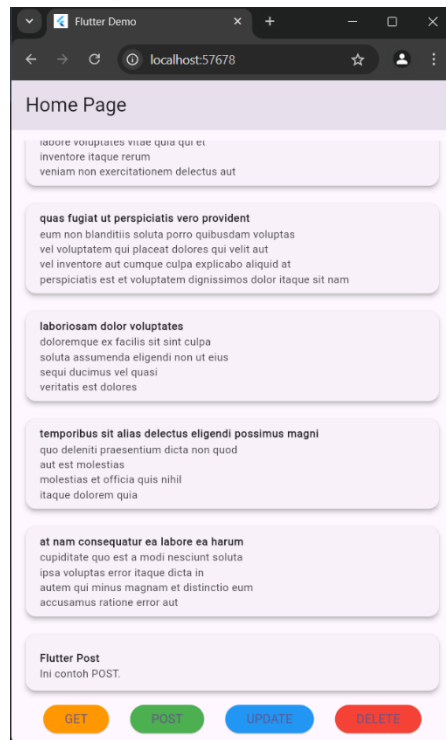 Flutter Demo
localhost:57678
Home Page
labore voluptates vitae quia qui et
inventore itaque rerum
veniam non exercitationem delectus aut
quas fugiat ut perspiciatis vero provident
eum non blanditiis soluta porro quibusdam voluptas
vel voluptatem qui placeat dolores qui velit aut
vel inventore aut cumque culpa explicabo aliquid at
perspiciatis est et voluptatem dignissimos dolor itaque sit nam
laboriosam dolor voluptates
doloremque ex facilis sit sint culpa
soluta assumenda eligendi non ut eius
sequi ducimus vel quasi
veritatis est dolores
temporibus sit alias delectus eligendi possimus magni
quo deleniti praesentium dicta non quod
aut est molestias
molestias et officia quis nihil
itaque dolorem quia
at nam consequatur ea labore ea harum
cupiditate quo est a modi nesciunt soluta
ipsa voluptas error itaque dicta in
autem qui minus magnam et distinctio eum
accusamus ratione error aut
Flutter Post
Ini contoh POST.
GET POST UPDATE DELETE